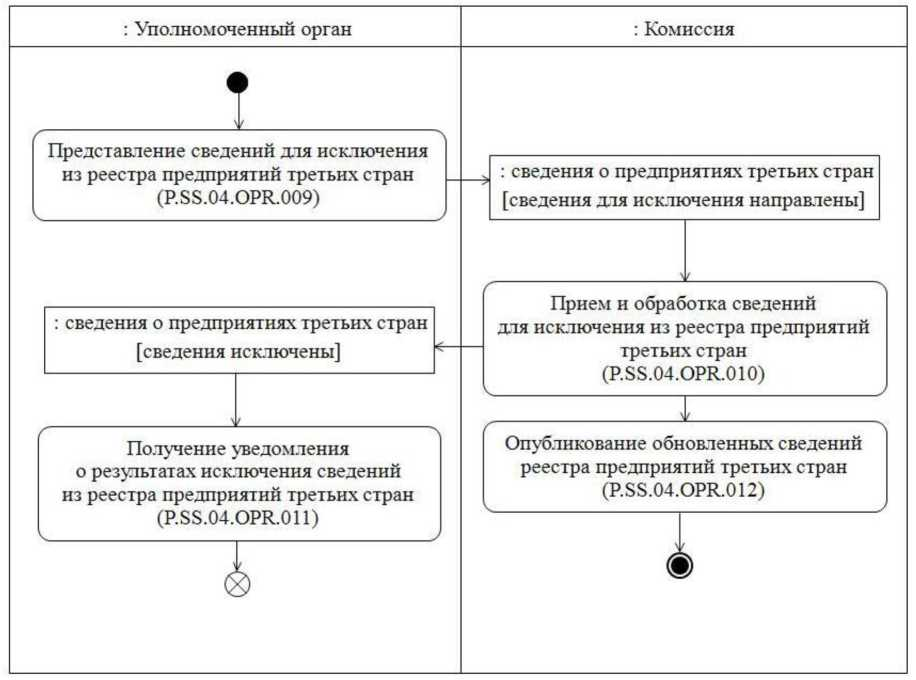 : Уполномоченный орган
: Комиссия
Представление сведений для исключения
из реестра предприятий третьих стран
(P.SS.04.OPR.009)
: сведения о предприятиях третьих стран
[сведения для исключения направлены]
Прием и обработка сведений
для исключения из реестра предприятий
третьих стран
(P.SS.04.OPR.010)
: сведения о предприятиях третьих стран
[сведения исключены]
Получение уведомления
о результатах исключения сведений
из реестра предприятий третьих стран
(P.SS.04.OPR.011)
Опубликование обновленных сведений
реестра предприятий третьих стран
(P.SS.04.OPR.012)